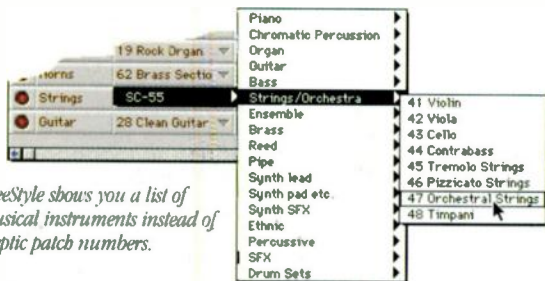 19 Rock Organ
Horns 62 Brass Sectio
Strings SC-55
Guitar 28 Clean Guitar
Piano
Chromatic Percussion
Organ
Guitar
Bass
Strings/Orchestra
Ensemble
Brass
Reed
Pipe
Synth lead
Synth pad etc.
Synth SFX
Ethnic
Percussive
SFX
Drum Sets
41 Violin
42 Viola
43 Cello
44 Contrabass
45 Tremolo Strings
46 Pizzicato Strings
47 Orchestral Strings
48 Timpani
eeStyle shows you a list of
usical instruments instead of
yptic patch numbers.